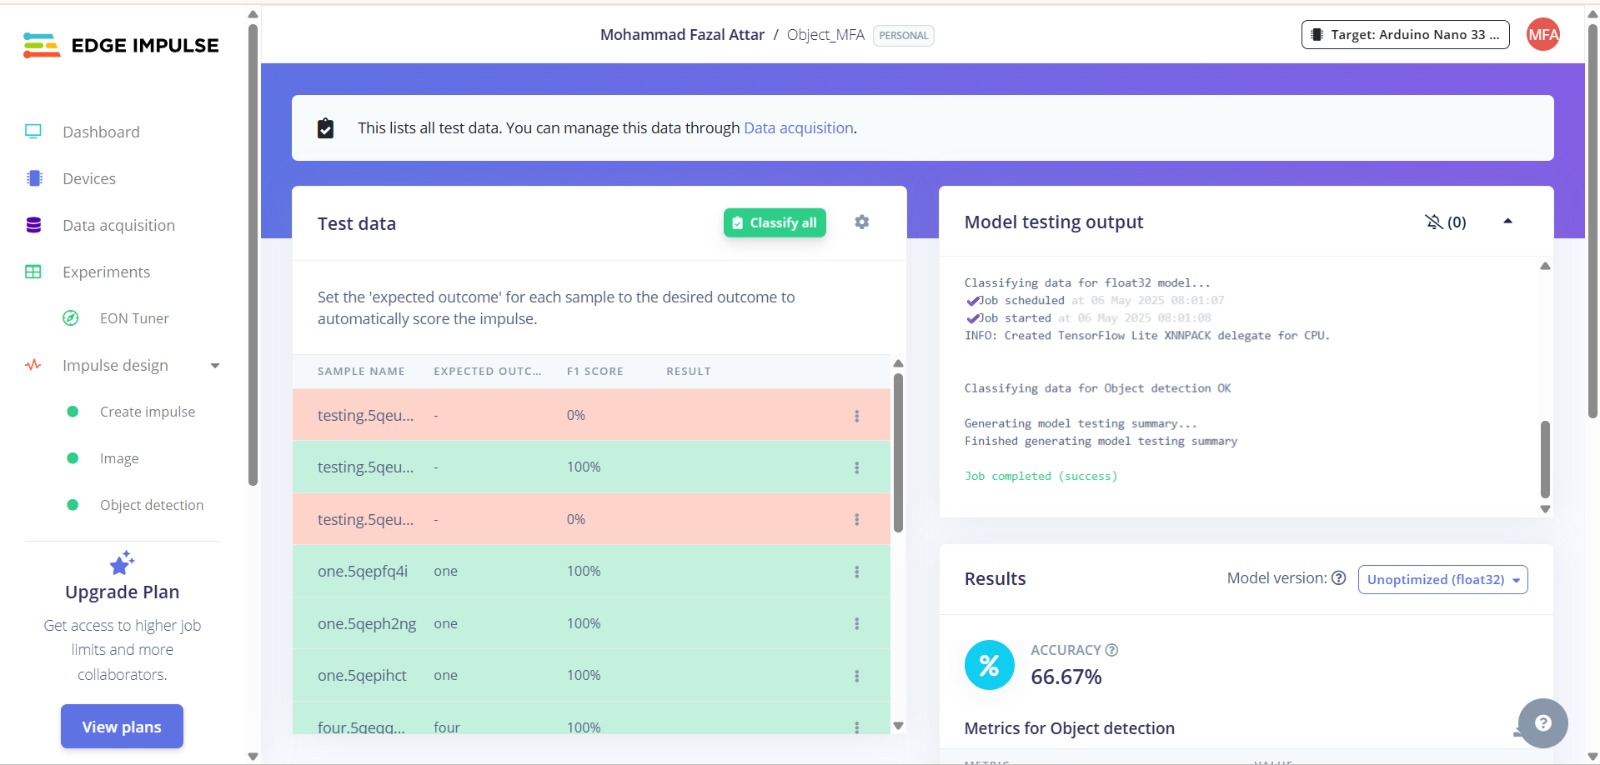 EDGE IMPULSE
Mohammad Fazal Attar / Object_MFA PERSONAL
Target: Arduino Nano 33 ...
MFA
Dashboard
Devices
Data acquisition
Experiments
EON Tuner
Impulse design
Create impulse
Image
Object detection
Upgrade Plan
Get access to higher job
limits and more
collaborators.
View plans
This lists all test data. You can manage this data through Data acquisition.
Test data
Classify all
Set the 'expected outcome' for each sample to the desired outcome to
automatically score the impulse.
SAMPLE NAME EXPECTED OUTC... F1 SCORE RESULT
testing.5qeu... - 0%
testing.5qeu... - 100%
testing.5qeu... - 0%
one.5qepfq4i one 100%
one.5qeph2ng one 100%
one.5qepihct one 100%
four.5qeqq... four 100%
Model testing output
(0)
Classifying data for float32 model...
Job scheduled at 06 May 2025 08:01:07
Job started at 06 May 2025 08:01:08
INFO: Created TensorFlow Lite XNNPACK delegate for CPU.
Classifying data for Object detection OK
Generating model testing summary...
Finished generating model testing summary
Job completed (success)
Results
Model version: Unoptimized (float32)
%
ACCURACY
66.67%
Metrics for Object detection
METRIC VALUE